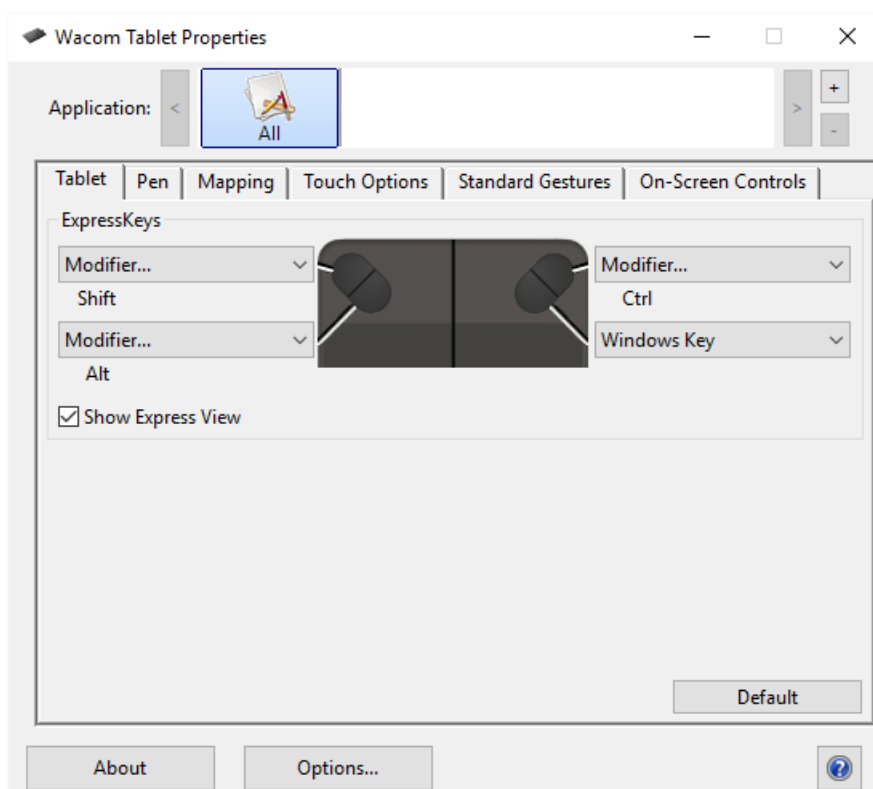 Wacom Tablet Properties
Application:
<
All
>
+
-
Tablet Pen Mapping Touch Options Standard Gestures On-Screen Controls
ExpressKeys
Modifier... Modifier...
Shift Ctrl
Modifier... Windows Key
Alt
Show Express View
Default
About Options... ?